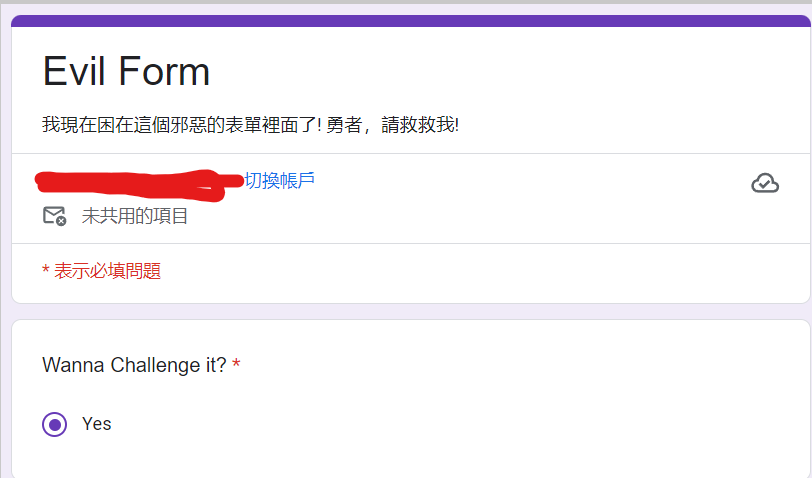 Evil Form
我現在困在這個邪惡的表單裡面了! 勇者，請救救我!
切換帳戶
未共用的項目
* 表示必填問題
Wanna Challenge it? *
Yes